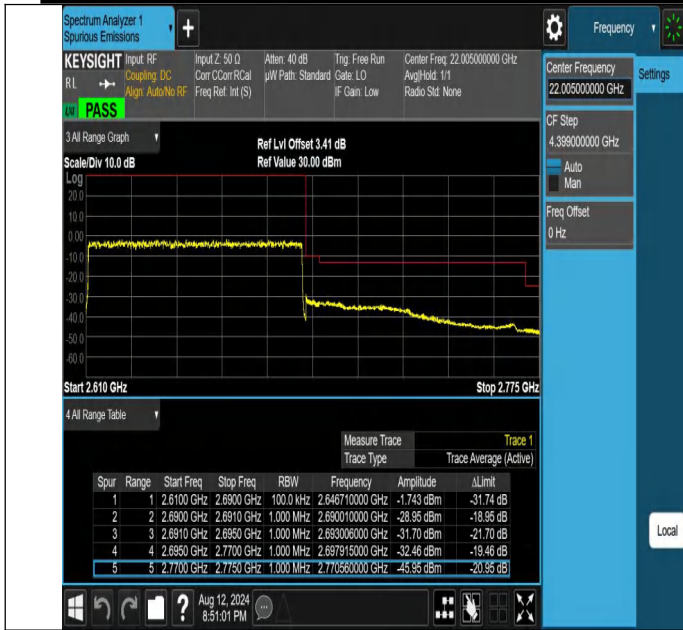 Spectrum Analyzer 1
Spurious Emissions
+
Frequency
KEYSIGHT
RL
PASS
Input: RF
Coupling: DC
Align: Auto/No RF
Input Z: 50 Ω
Corr CCorr RCal
Freq Ref: Int (S)
Atten: 40 dB
µW Path: Standard
Trig: Free Run
Gate: LO
IF Gain: Low
Center Freq: 22.005000000 GHz
Avg|Hold: 1/1
Radio Std: None
Center Frequency
22.005000000 GHz
Settings
CF Step
4.399000000 GHz
Auto
Man
Freq Offset
0 Hz
3 All Range Graph
Scale/Div 10.0 dB
Ref Lvl Offset 3.41 dB
Ref Value 30.00 dBm
Log
20.0
10.0
0.00
-10.0
-20.0
-30.0
-40.0
-50.0
-60.0
Start 2.610 GHz
Stop 2.775 GHz
4 All Range Table
Measure Trace Trace 1
Trace Type Trace Average (Active)
Spur Range Start Freq Stop Freq RBW Frequency Amplitude ΔLimit
1 1 2.6100 GHz 2.6900 GHz 100.0 kHz 2.646710000 GHz -1.743 dBm -31.74 dB
2 2 2.6900 GHz 2.6910 GHz 1.000 MHz 2.690010000 GHz -28.95 dBm -18.95 dB
3 3 2.6910 GHz 2.6950 GHz 1.000 MHz 2.693006000 GHz -31.70 dBm -21.70 dB
4 4 2.6950 GHz 2.7700 GHz 1.000 MHz 2.697915000 GHz -32.46 dBm -19.46 dB
5 5 2.7700 GHz 2.7750 GHz 1.000 MHz 2.770560000 GHz -45.95 dBm -20.95 dB
Local
?
Aug 12, 2024
8:51:01 PM